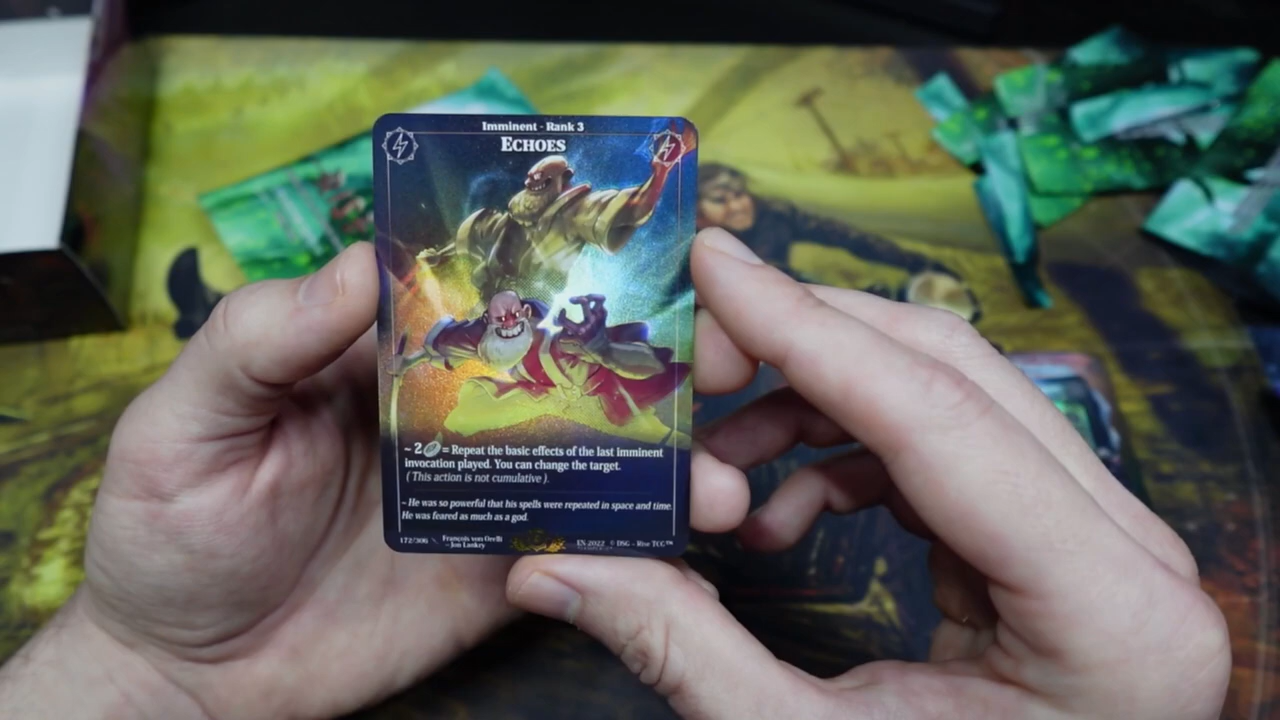 Imminent - Rank 3
ECHOES
~ 2 = Repeat the basic effects of the last imminent
invocation played. You can change the target.
( This action is not cumulative ).
~ He was so powerful that his spells were repeated in space and time.
He was feared as much as a god.
172/306 François von Orelli EN 2022 © DSG - Rise TCG™
~ Jon Lankry